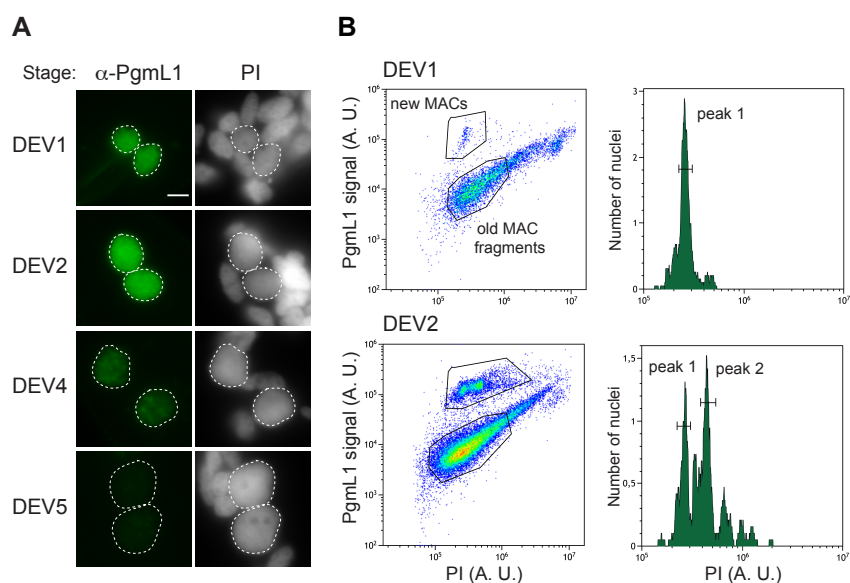 A
Stage: α-PgmL1 PI
DEV1
DEV2
DEV4
DEV5
B
DEV1
PgmL1 signal (A. U.)
10⁶
10⁵
10⁴
10³
10²
new MACs
old MAC
fragments
10⁵ 10⁶ 10⁷
Number of nuclei
3
2
1
0
peak 1
10⁵ 10⁶ 10⁷
DEV2
PgmL1 signal (A. U.)
10⁶
10⁵
10⁴
10³
10²
10⁵ 10⁶ 10⁷
PI (A. U.)
Number of nuclei
1,5
1
0,5
0
peak 1 peak 2
10⁵ 10⁶ 10⁷
PI (A. U.)